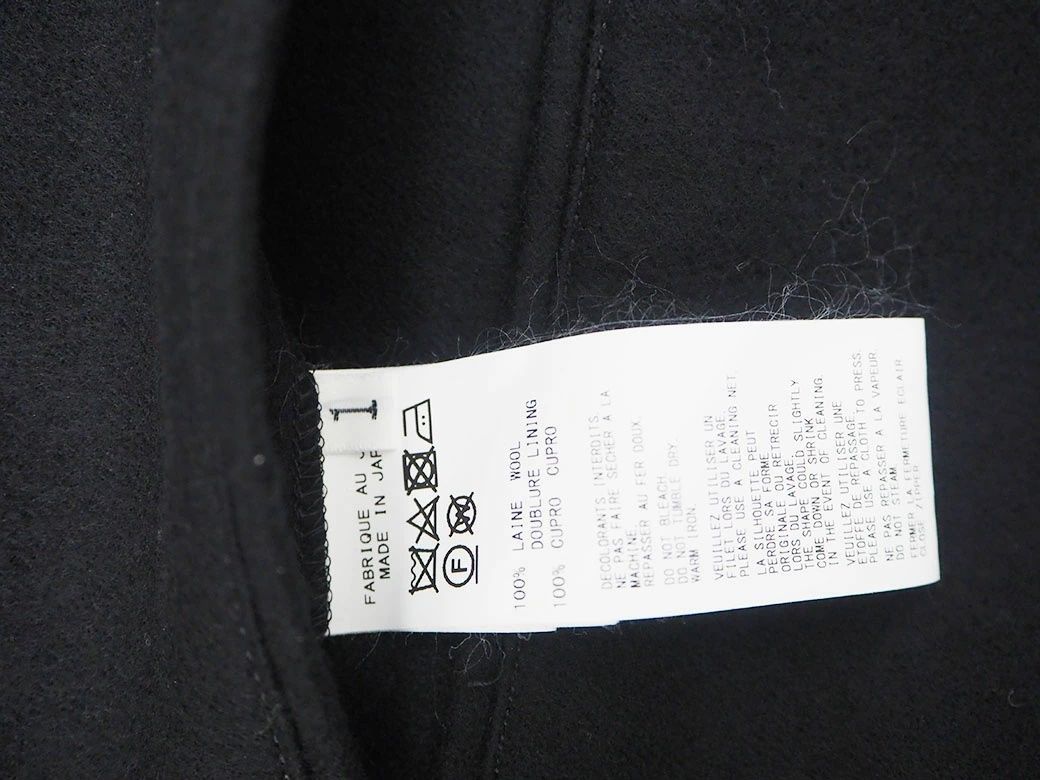 1
FABRIQUE AU
MADE IN JAP
F
100% LAINE WOOL
DOUBLURE LINING
100% CUPRO CUPRO
DECOLORANTS INTERDITS.
NE PAS FAIRE SECHER A LA
MACHINE
REPASSER AU FER DOUX.
DO NOT BLEACH.
DO NOT TUMBLE DRY.
WARM IRON.
VEUILLEZ UTILISER UN
FILET LORS DU LAVAGE.
PLEASE USE A CLEANING NET.
LA SILHOUETTE PEUT
PERDRE SA FORME
ORIGINALE OU RETRECIR
LORS DU LAVAGE.
THE SHAPE COULD SLIGHTLY
COME DOWN OR SHRINK
IN THE EVENT OF CLEANING.
VEUILLEZ UTILISER UNE
ETOFFE DE REPASSAGE.
PLEASE USE A CLOTH TO PRESS.
NE PAS REPASSER A LA VAPEUR.
DO NOT STEAM.
FERMER LA FERMETURE ECLAIR
CLOSE ZIPPER